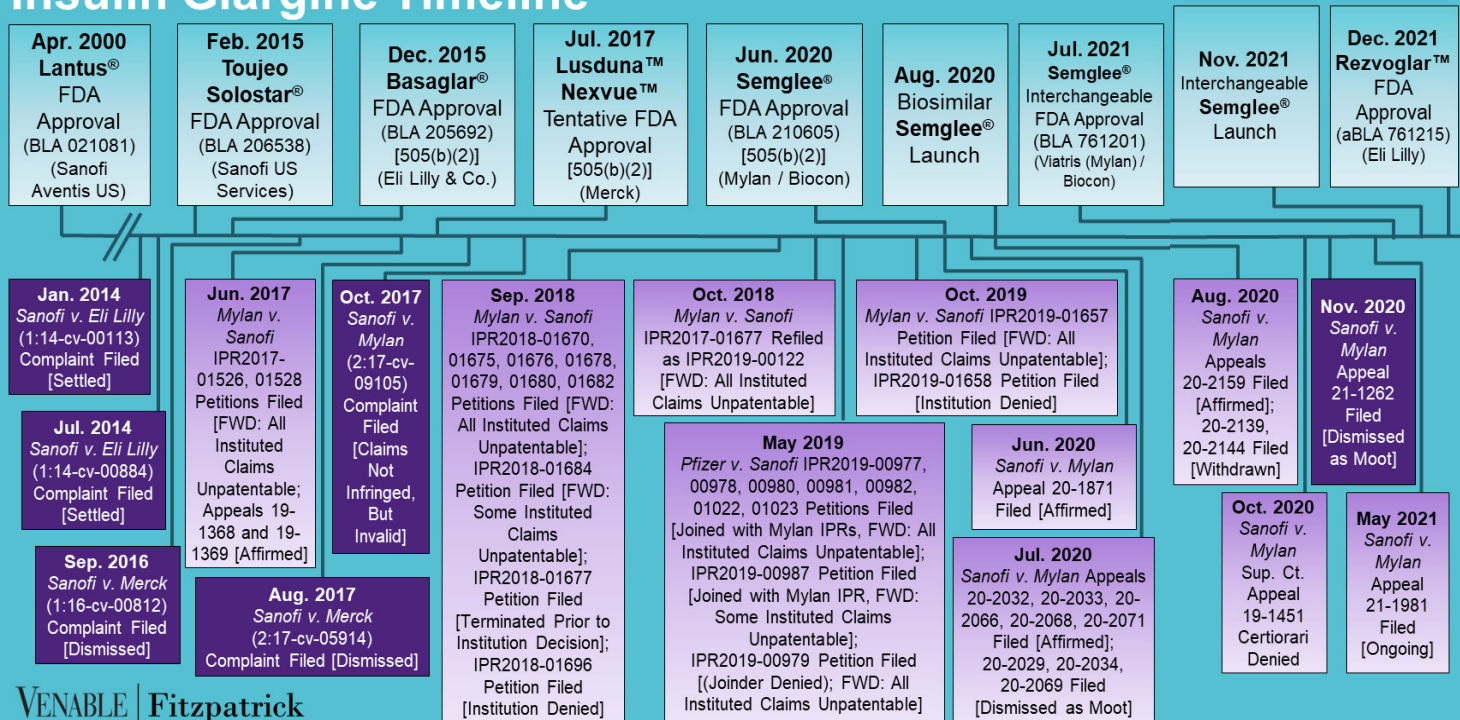 Insulin Glargine Timeline
Apr. 2000
Lantus®
FDA
Approval
(BLA 021081)
(Sanofi
Aventis US)
Feb. 2015
Toujeo
Solostar®
FDA Approval
(BLA 206538)
(Sanofi US
Services)
Dec. 2015
Basaglar®
FDA Approval
(BLA 205692)
[505(b)(2)]
(Eli Lilly & Co.)
Jul. 2017
Lusduna™
Nexvue™
Tentative FDA
Approval
[505(b)(2)]
(Merck)
Jun. 2020
Semglee®
FDA Approval
(BLA 210605)
[505(b)(2)]
(Mylan / Biocon)
Aug. 2020
Biosimilar
Semglee®
Launch
Jul. 2021
Semglee®
Interchangeable
FDA Approval
(BLA 761201)
(Viatris (Mylan) /
Biocon)
Nov. 2021
Interchangeable
Semglee®
Launch
Dec. 2021
Rezvoglar™
FDA
Approval
(aBLA 761215)
(Eli Lilly)
Jan. 2014
Sanofi v. Eli Lilly
(1:14-cv-00113)
Complaint Filed
[Settled]
Jul. 2014
Sanofi v. Eli Lilly
(1:14-cv-00884)
Complaint Filed
[Settled]
Sep. 2016
Sanofi v. Merck
(1:16-cv-00812)
Complaint Filed
[Dismissed]
Jun. 2017
Mylan v.
Sanofi
IPR2017-
01526, 01528
Petitions Filed
[FWD: All
Instituted
Claims
Unpatentable;
Appeals 19-
1368 and 19-
1369 [Affirmed]
Aug. 2017
Sanofi v. Merck
(2:17-cv-05914)
Complaint Filed [Dismissed]
Oct. 2017
Sanofi v.
Mylan
(2:17-cv-
09105)
Complaint
Filed
[Claims
Not
Infringed,
But
Invalid]
Sep. 2018
Mylan v. Sanofi
IPR2018-01670,
01675, 01676, 01678,
01679, 01680, 01682
Petitions Filed [FWD:
All Instituted Claims
Unpatentable];
IPR2018-01684
Petition Filed [FWD:
Some Instituted
Claims
Unpatentable];
IPR2018-01677
Petition Filed
[Terminated Prior to
Institution Decision];
IPR2018-01696
Petition Filed
[Institution Denied]
Oct. 2018
Mylan v. Sanofi
IPR2017-01677 Refiled
as IPR2019-00122
[FWD: All Instituted
Claims Unpatentable]
May 2019
Pfizer v. Sanofi IPR2019-00977,
00978, 00980, 00981, 00982,
01022, 01023 Petitions Filed
[Joined with Mylan IPRs, FWD: All
Instituted Claims Unpatentable];
IPR2019-00987 Petition Filed
[Joined with Mylan IPR, FWD:
Some Instituted Claims
Unpatentable];
IPR2019-00979 Petition Filed
[(Joinder Denied); FWD: All
Instituted Claims Unpatentable]
Oct. 2019
Mylan v. Sanofi IPR2019-01657
Petition Filed [FWD: All
Instituted Claims Unpatentable];
IPR2019-01658 Petition Filed
[Institution Denied]
Jun. 2020
Sanofi v. Mylan
Appeal 20-1871
Filed [Affirmed]
Jul. 2020
Sanofi v. Mylan Appeals
20-2032, 20-2033, 20-
2066, 20-2068, 20-2071
Filed [Affirmed];
20-2029, 20-2034,
20-2069 Filed
[Dismissed as Moot]
Aug. 2020
Sanofi v.
Mylan
Appeals
20-2159 Filed
[Affirmed];
20-2139,
20-2144 Filed
[Withdrawn]
Oct. 2020
Sanofi v.
Mylan
Sup. Ct.
Appeal
19-1451
Certiorari
Denied
Nov. 2020
Sanofi v.
Mylan
Appeal
21-1262
Filed
[Dismissed
as Moot]
May 2021
Sanofi v.
Mylan
Appeal
21-1981
Filed
[Ongoing]
VENABLE | Fitzpatrick